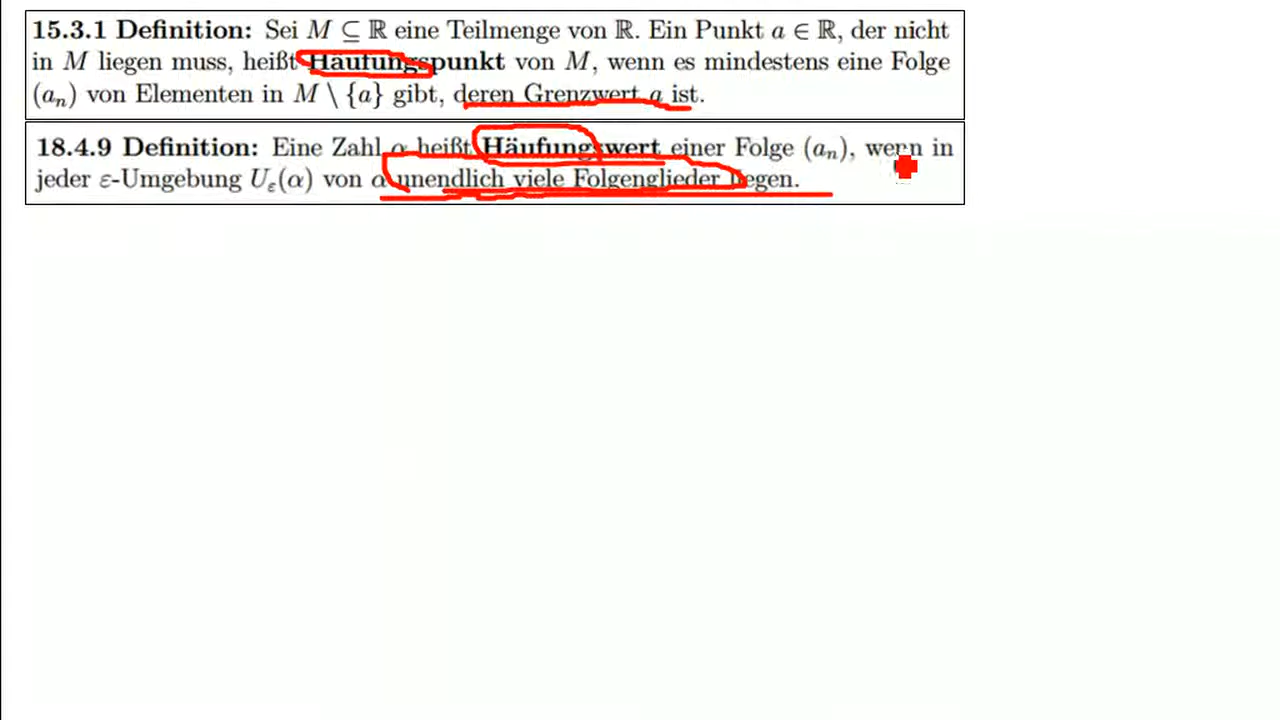 15.3.1 Definition: Sei M ⊆ ℝ eine Teilmenge von ℝ. Ein Punkt a ∈ ℝ, der nicht
in M liegen muss, heißt Häufungspunkt von M, wenn es mindestens eine Folge
(aₙ) von Elementen in M \ {a} gibt, deren Grenzwert a ist.
18.4.9 Definition: Eine Zahl α heißt Häufungswert einer Folge (aₙ), wenn in
jeder ε-Umgebung Uε(α) von α unendlich viele Folgenglieder liegen.